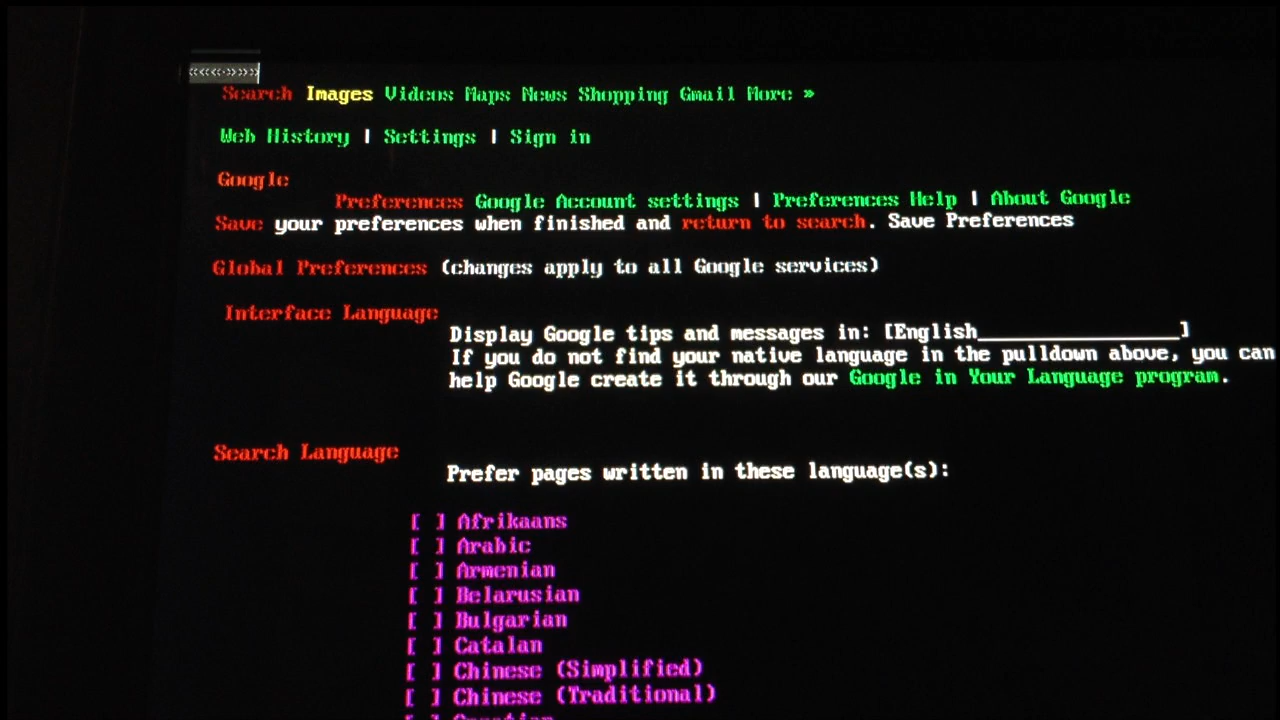 <<<<<·>>>>>
Search Images Videos Maps News Shopping Gmail More »
Web History | Settings | Sign in
Google
Preferences Google Account settings | Preferences Help | About Google
Save your preferences when finished and return to search. Save Preferences
Global Preferences (changes apply to all Google services)
Interface Language
Display Google tips and messages in: [English_________________]
If you do not find your native language in the pulldown above, you can
help Google create it through our Google in Your Language program.
Search Language
Prefer pages written in these language(s):
[ ] Afrikaans
[ ] Arabic
[ ] Armenian
[ ] Belarusian
[ ] Bulgarian
[ ] Catalan
[ ] Chinese (Simplified)
[ ] Chinese (Traditional)
[ ] Croatian